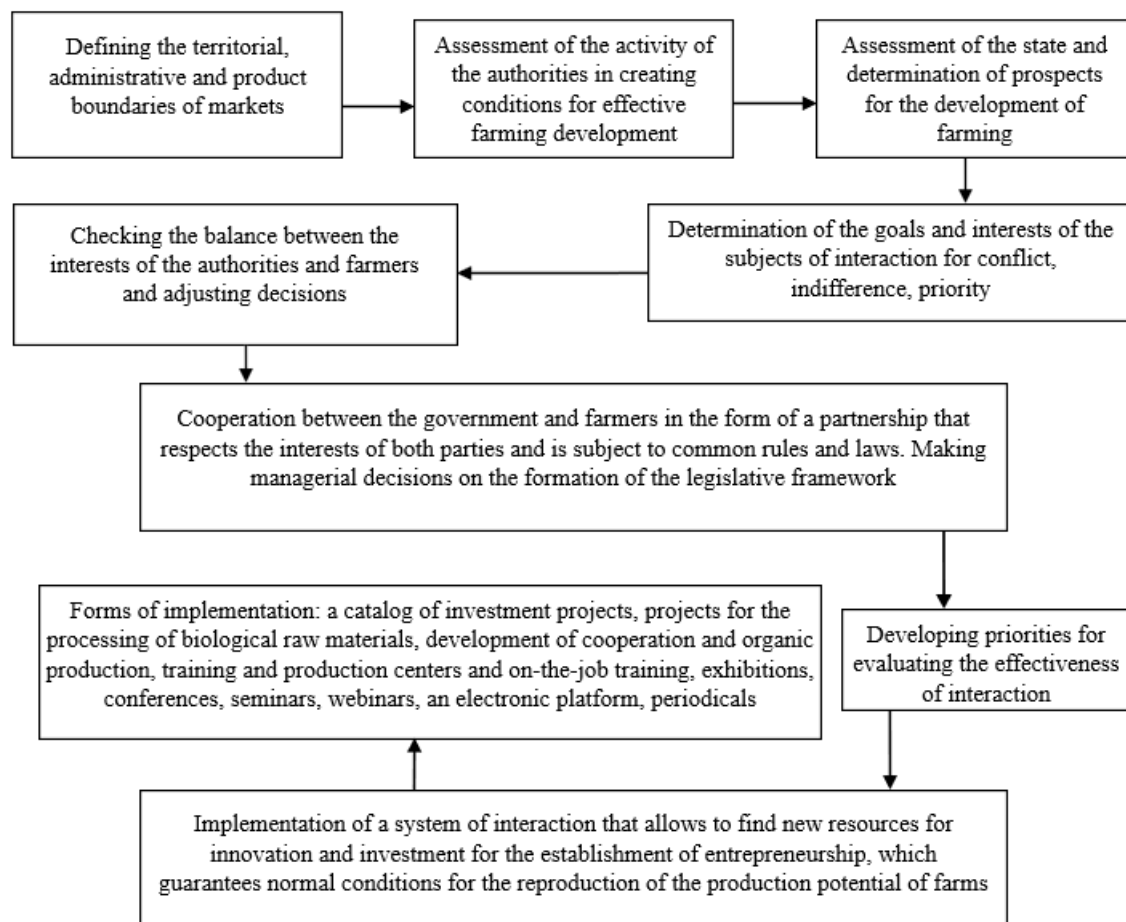 Defining the territorial,
administrative and product
boundaries of markets
Assessment of the activity of
the authorities in creating
conditions for effective
farming development
Assessment of the state and
determination of prospects
for the development of
farming
Determination of the goals and interests of the
subjects of interaction for conflict,
indifference, priority
Checking the balance between the
interests of the authorities and farmers
and adjusting decisions
Cooperation between the government and farmers in the form of a partnership that
respects the interests of both parties and is subject to common rules and laws. Making
managerial decisions on the formation of the legislative framework
Developing priorities for
evaluating the effectiveness
of interaction
Implementation of a system of interaction that allows to find new resources for
innovation and investment for the establishment of entrepreneurship, which
guarantees normal conditions for the reproduction of the production potential of farms
Forms of implementation: a catalog of investment projects, projects for the
processing of biological raw materials, development of cooperation and organic
production, training and production centers and on-the-job training, exhibitions,
conferences, seminars, webinars, an electronic platform, periodicals